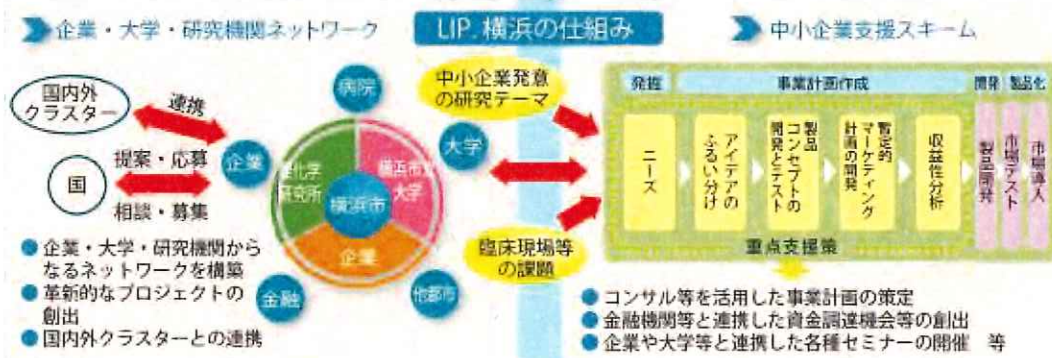 企業・大学・研究機関ネットワーク
LIP.横浜の仕組み
中小企業支援スキーム
国内外
クラスター
連携
国
提案・応募
相談・募集
病院
企業
大学
金融
他都市
化学
研究所
横浜市立
大学
横浜市
企業
中小企業発意
の研究テーマ
臨床現場等
の課題
発掘
事業計画作成
開発
製品化
ニーズ
アイデアの
ふるい分け
製品
コンセプトの
開発とテスト
暫定的
マーケティング
計画の開発
収益性分析
製品開発
市場テスト
市場導入
重点支援策
●企業・大学・研究機関から
なるネットワークを構築
●革新的なプロジェクトの
創出
●国内外クラスターとの連携
●コンサル等を活用した事業計画の策定
●金融機関等と連携した資金調達機会等の創出
●企業や大学等と連携した各種セミナーの開催 等